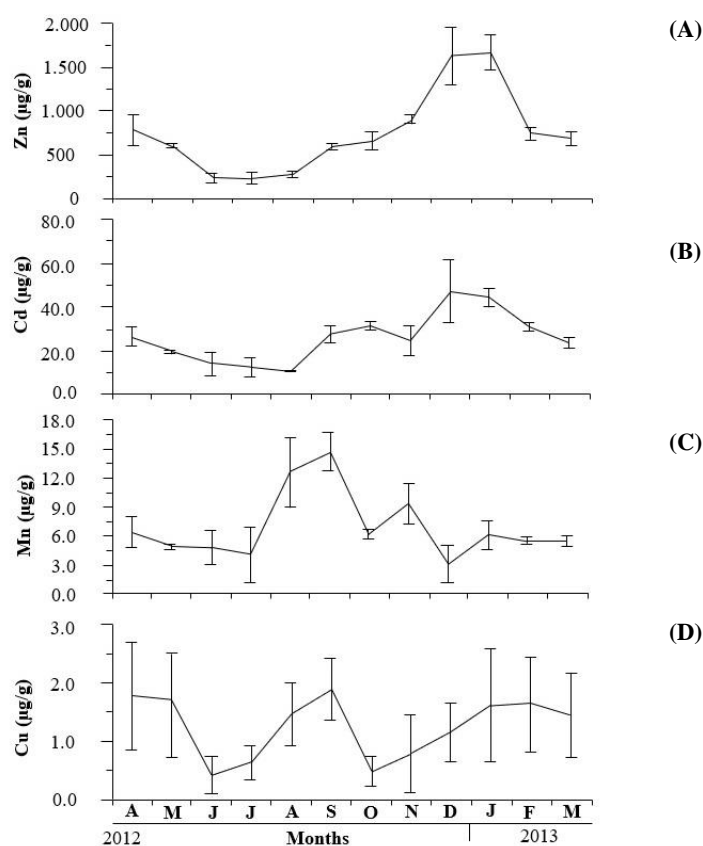 (A)
Zn (µg/g)
2.000
1.500
1.000
500
0
(B)
Cd (µg/g)
80.0
60.0
40.0
20.0
0.0
(C)
Mn (µg/g)
18.0
15.0
12.0
9.0
6.0
3.0
0.0
(D)
Cu (µg/g)
3.0
2.0
1.0
0.0
A M J J A S O N D J F M
2012 Months 2013